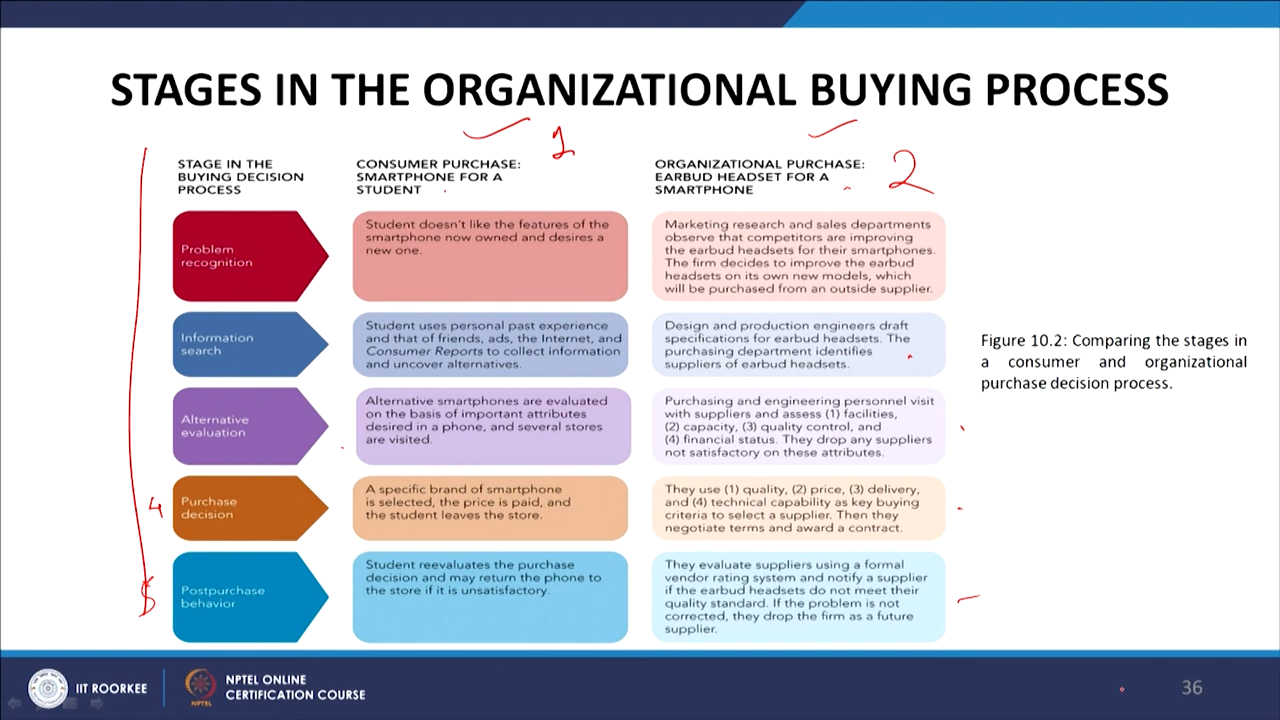 STAGES IN THE ORGANIZATIONAL BUYING PROCESS
1
2
STAGE IN THE
BUYING DECISION
PROCESS
CONSUMER PURCHASE:
SMARTPHONE FOR A
STUDENT
ORGANIZATIONAL PURCHASE:
EARBUD HEADSET FOR A
SMARTPHONE
Problem
recognition
Student doesn't like the features of the
smartphone now owned and desires a
new one.
Marketing research and sales departments
observe that competitors are improving
the earbud headsets for their smartphones.
The firm decides to improve the earbud
headsets on its own new models, which
will be purchased from an outside supplier.
Information
search
Student uses personal past experience
and that of friends, ads, the Internet, and
Consumer Reports to collect information
and uncover alternatives.
Design and production engineers draft
specifications for earbud headsets. The
purchasing department identifies
suppliers of earbud headsets.
Alternative
evaluation
Alternative smartphones are evaluated
on the basis of important attributes
desired in a phone, and several stores
are visited.
Purchasing and engineering personnel visit
with suppliers and assess (1) facilities,
(2) capacity, (3) quality control, and
(4) financial status. They drop any suppliers
not satisfactory on these attributes.
4
Purchase
decision
A specific brand of smartphone
is selected, the price is paid, and
the student leaves the store.
They use (1) quality, (2) price, (3) delivery,
and (4) technical capability as key buying
criteria to select a supplier. Then they
negotiate terms and award a contract.
5
Postpurchase
behavior
Student reevaluates the purchase
decision and may return the phone to
the store if it is unsatisfactory.
They evaluate suppliers using a formal
vendor rating system and notify a supplier
if the earbud headsets do not meet their
quality standard. If the problem is not
corrected, they drop the firm as a future
supplier.
Figure 10.2: Comparing the stages in
a consumer and organizational
purchase decision process.
IIT ROORKEE
NPTEL
NPTEL ONLINE
CERTIFICATION COURSE
36